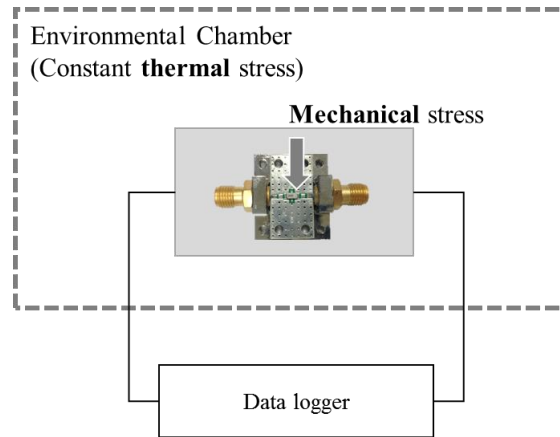 Environmental Chamber
(Constant thermal stress)
Mechanical stress
Data logger